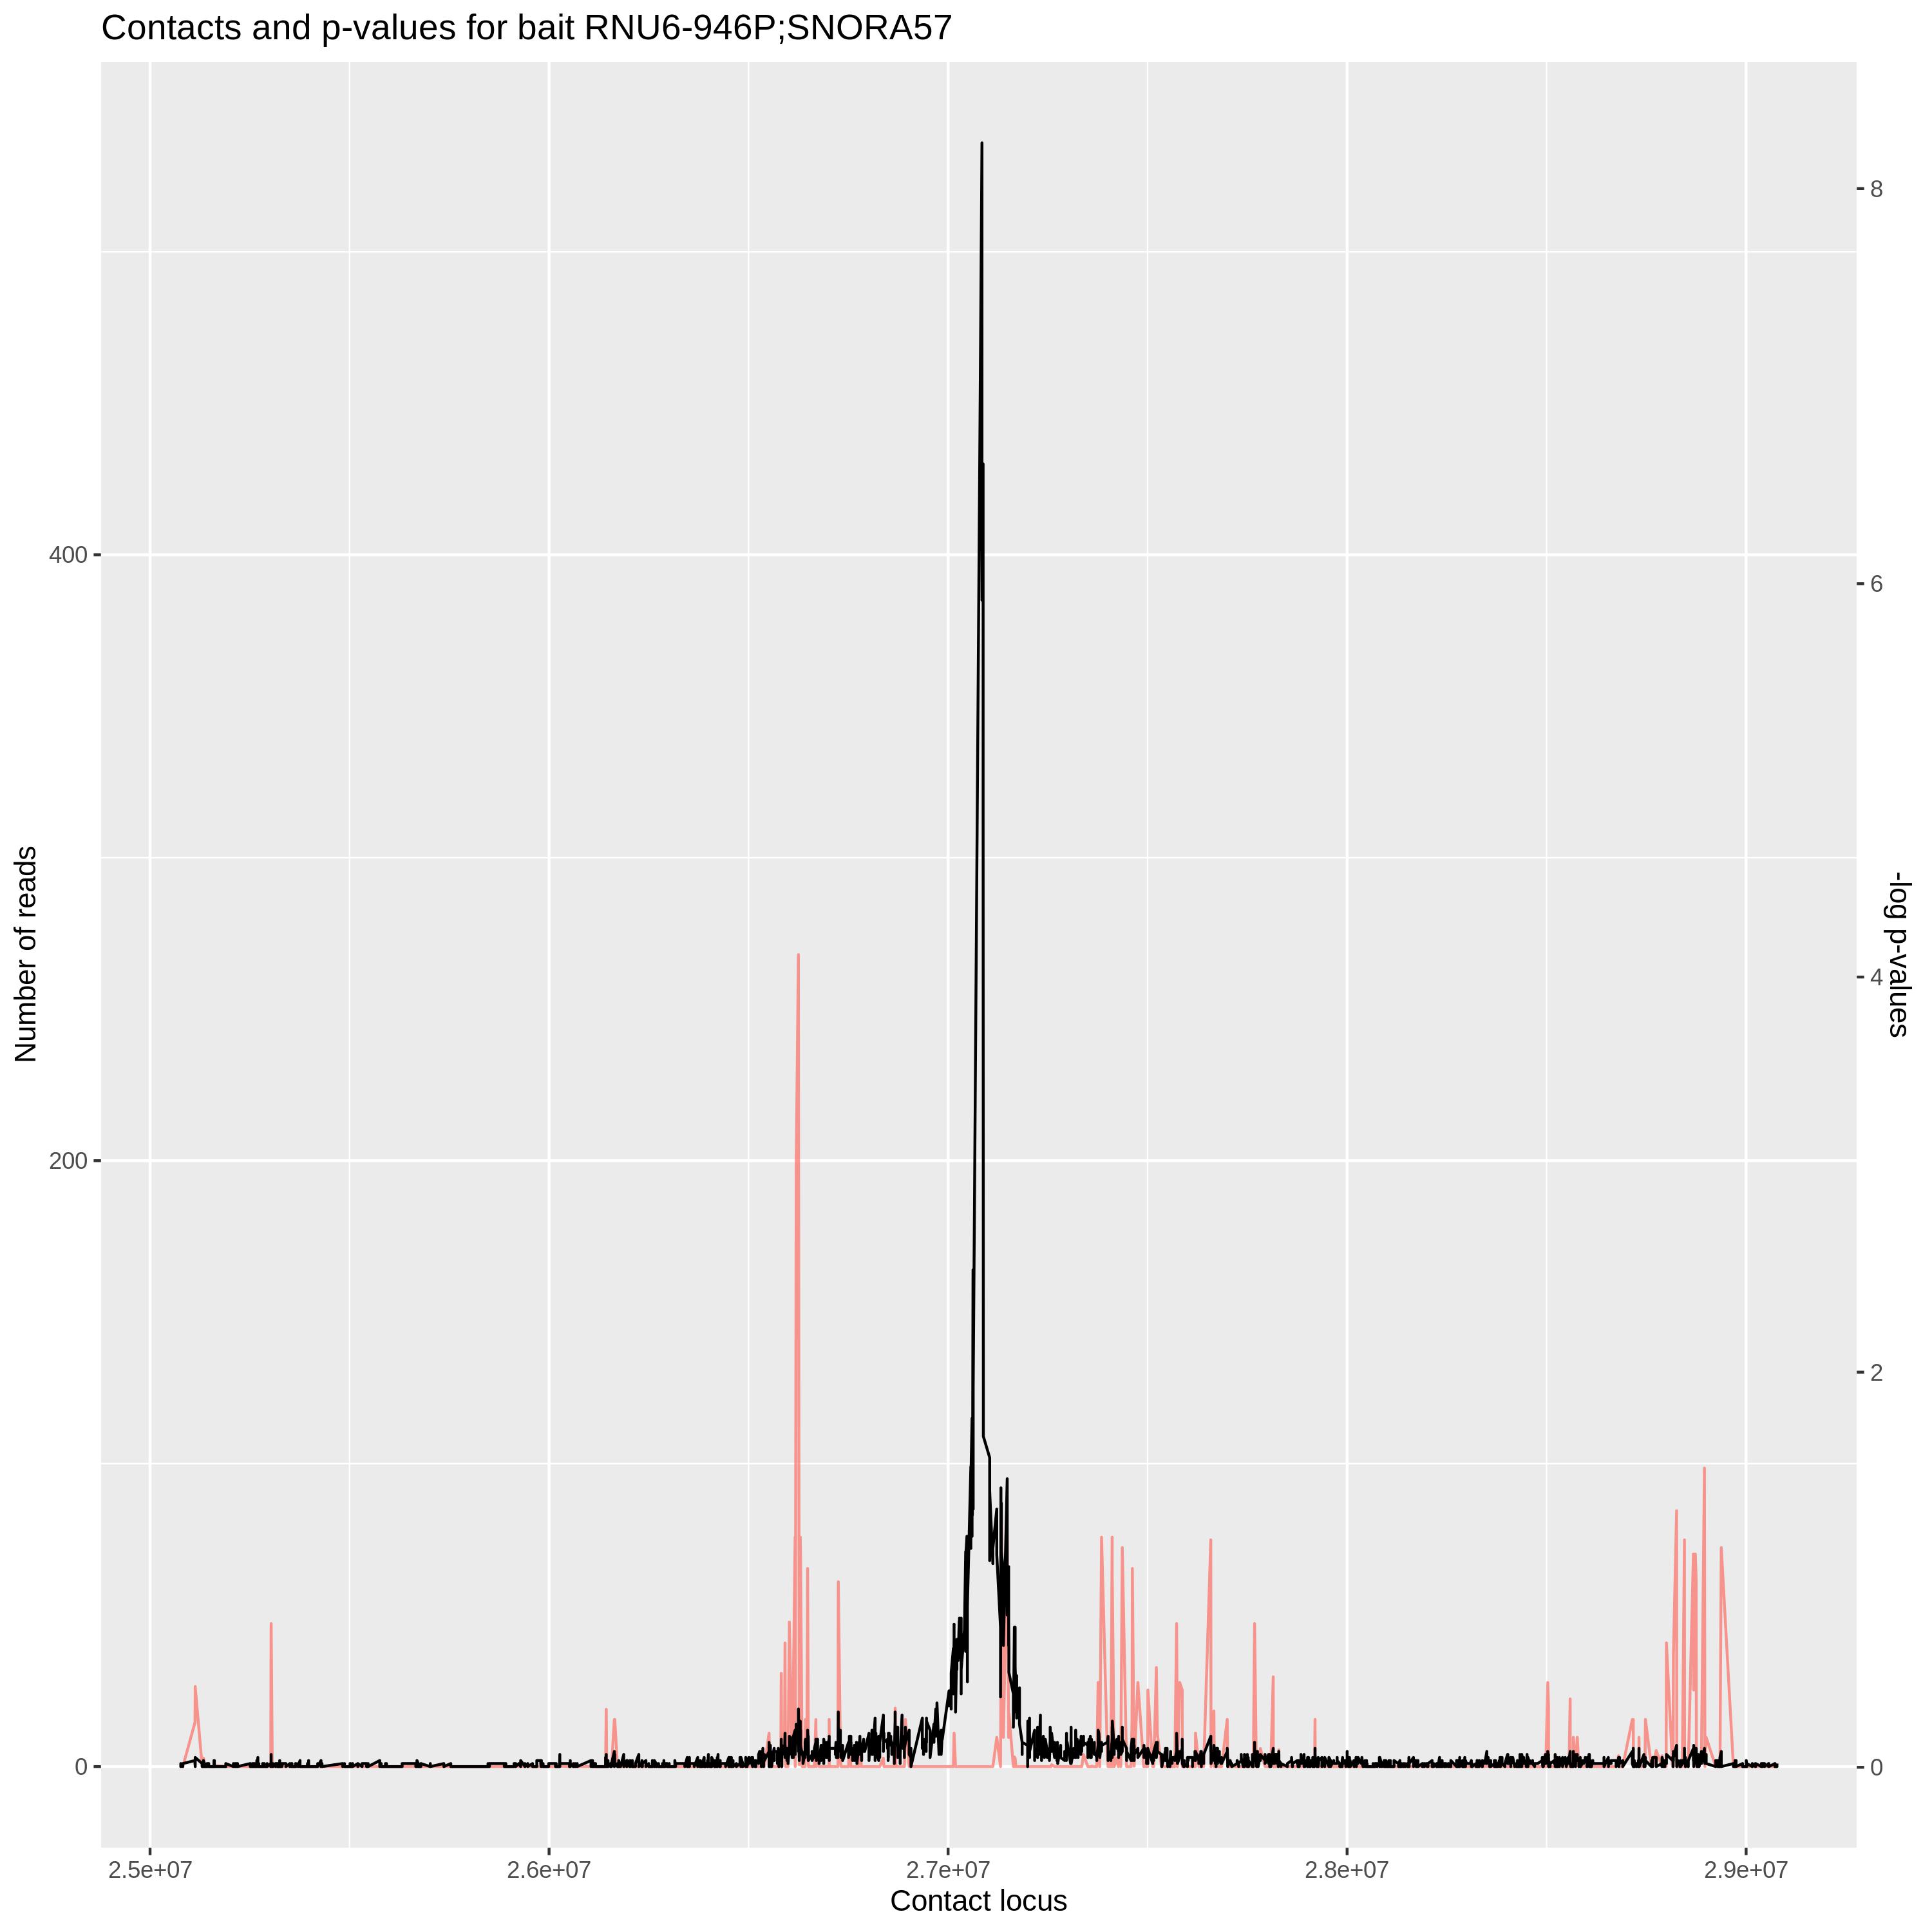 Contacts and p-values for bait RNU6-946P;SNORA57
Number of reads
400
200
0
8
6
4
2
0
-log p-values
2.5e+07
2.6e+07
2.7e+07
2.8e+07
2.9e+07
Contact locus